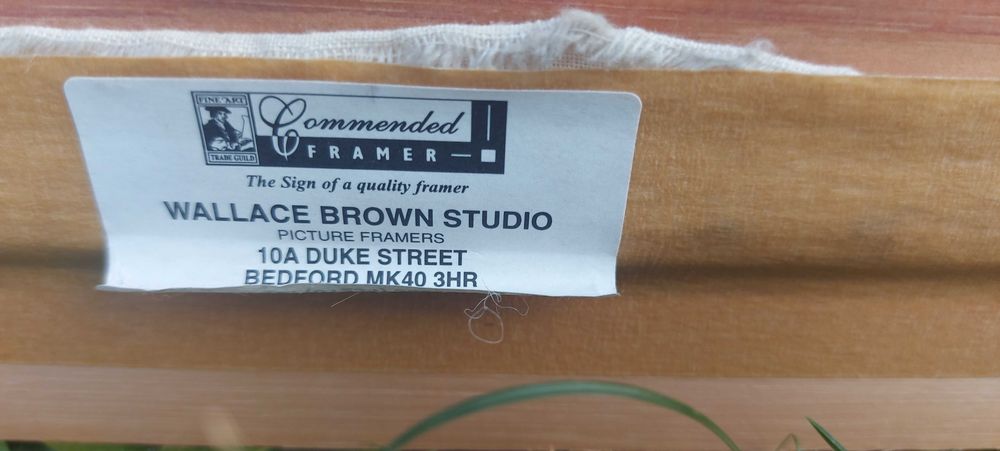 FINE ART
TRADE GUILD
Commended
FRAMER
The Sign of a quality framer
WALLACE BROWN STUDIO
PICTURE FRAMERS
10A DUKE STREET
BEDFORD MK40 3HR